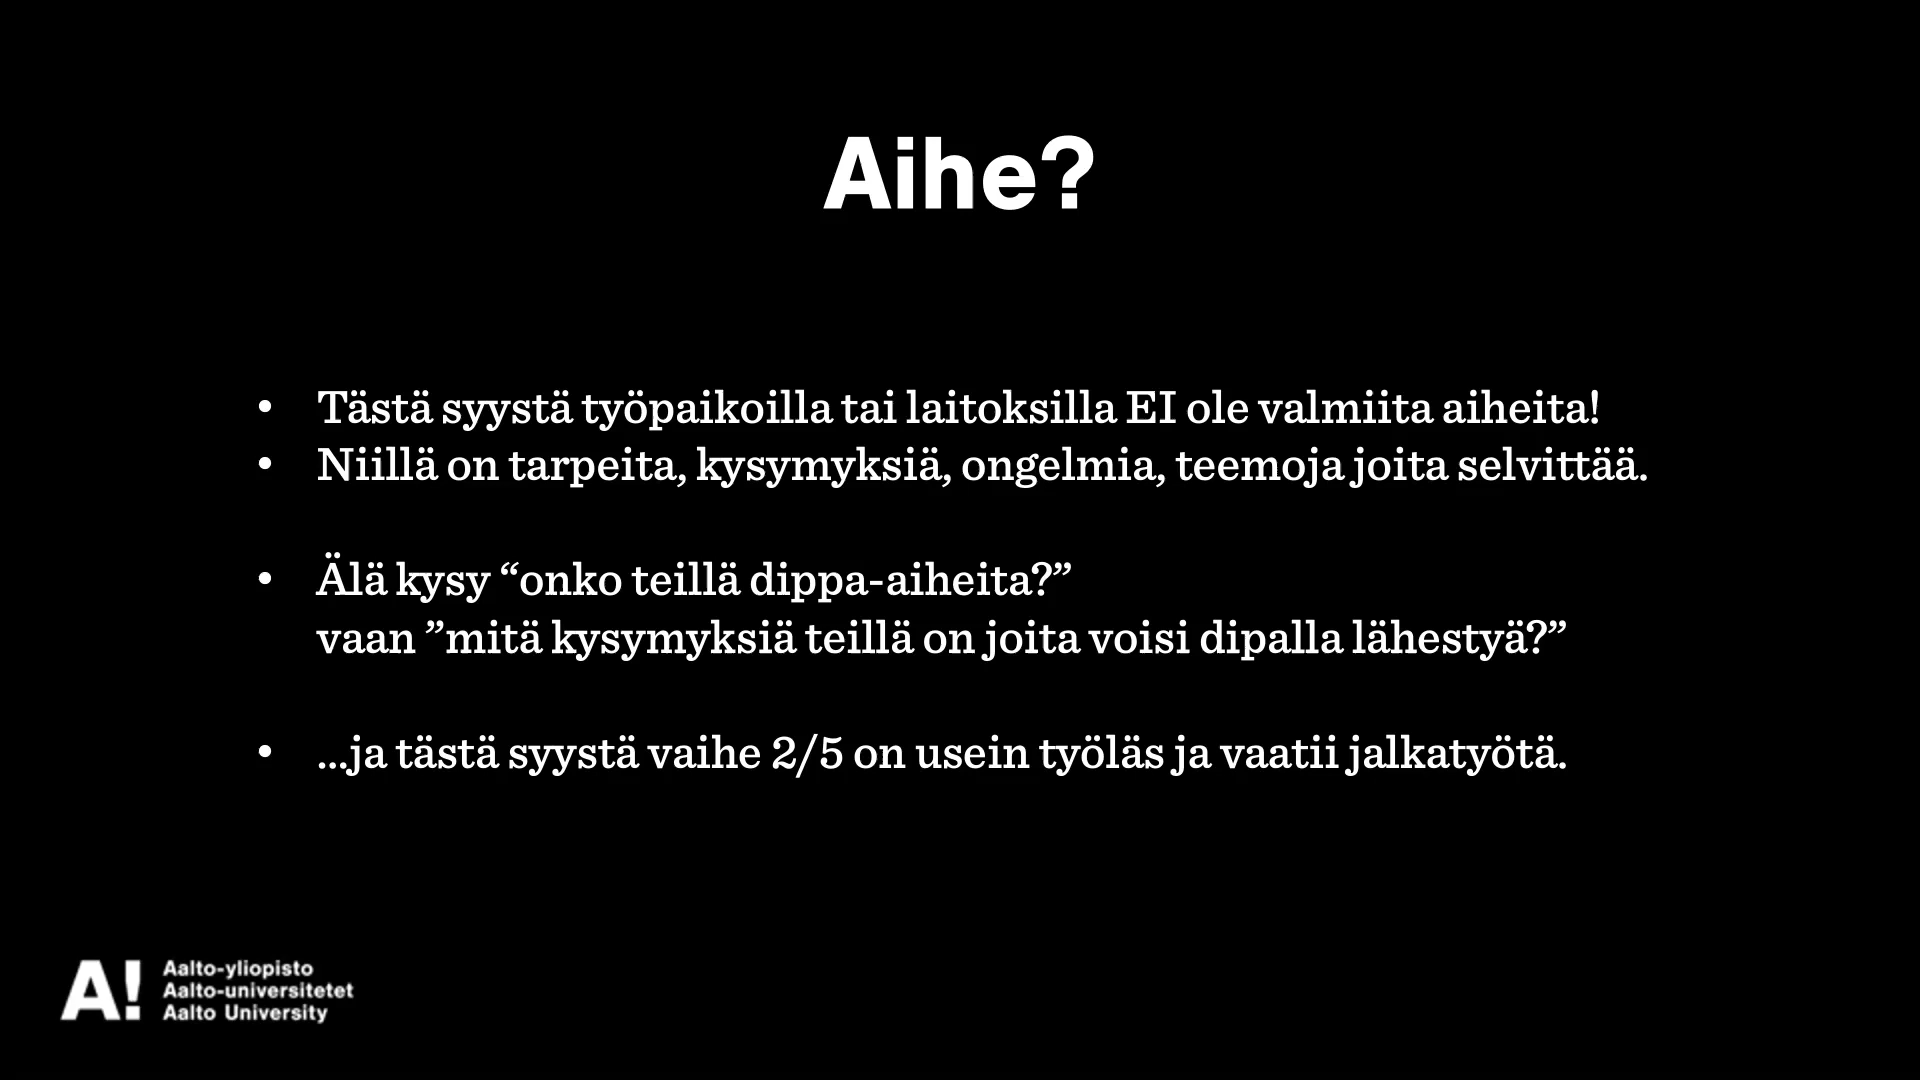 Aihe?
• Tästä syystä työpaikoilla tai laitoksilla EI ole valmiita aiheita!
• Niillä on tarpeita, kysymyksiä, ongelmia, teemoja joita selvittää.
• Älä kysy “onko teillä dippa-aiheita?”
vaan ”mitä kysymyksiä teillä on joita voisi dipalla lähestyä?”
• ...ja tästä syystä vaihe 2/5 on usein työläs ja vaatii jalkatyötä.
A!
Aalto-yliopisto
Aalto-universitetet
Aalto University